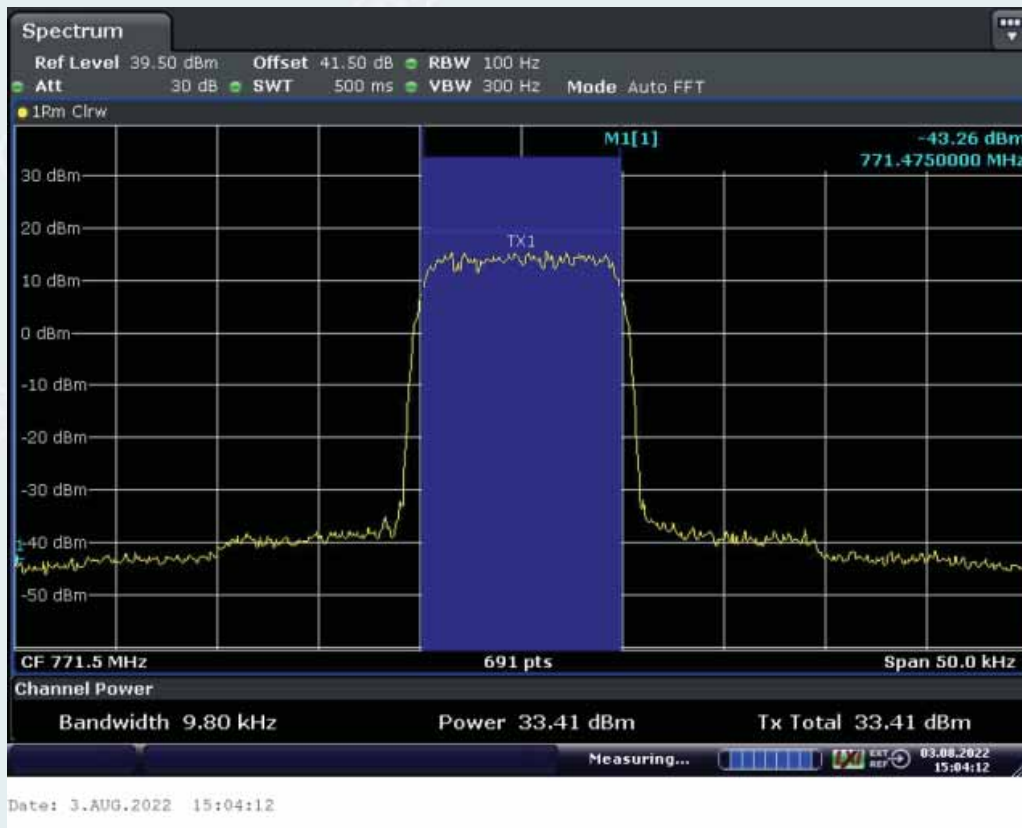 Spectrum
Ref Level 39.50 dBm Offset 41.50 dB RBW 100 Hz
Att 30 dB SWT 500 ms VBW 300 Hz Mode Auto FFT
1Rm Clrw
M1[1] -43.26 dBm
771.4750000 MHz
30 dBm
20 dBm
TX1
10 dBm
0 dBm
-10 dBm
-20 dBm
-30 dBm
-40 dBm
-50 dBm
CF 771.5 MHz 691 pts Span 50.0 kHz
Channel Power
Bandwidth 9.80 kHz Power 33.41 dBm Tx Total 33.41 dBm
Measuring... LXI EXT REF 03.08.2022
15:04:12
Date: 3.AUG.2022 15:04:12